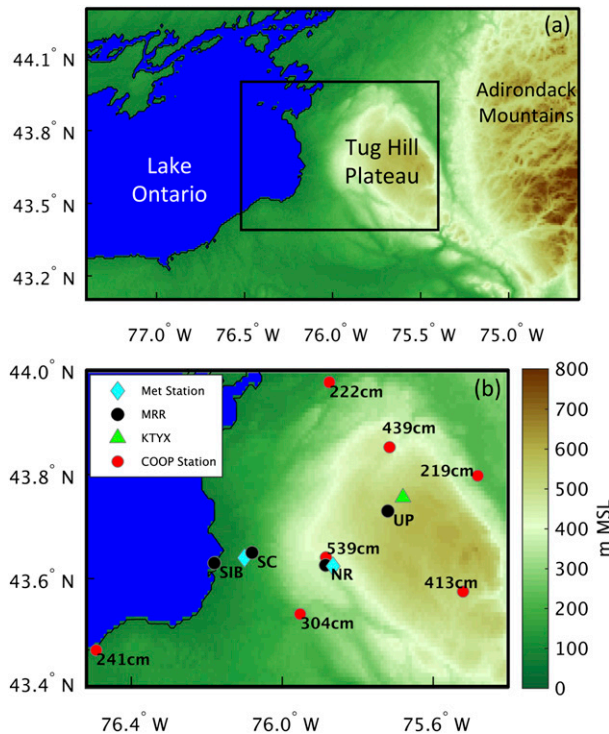 (a)
44.1° N
43.8° N
43.5° N
43.2° N
Adirondack
Mountains
Tug Hill
Plateau
Lake
Ontario
77.0° W 76.5° W 75.5° W 75.0° W
(b)
44.0° N
43.8° N
43.6° N
43.4° N
Met Station
MRR
KTYX
COOP Station
222cm
439cm
219cm
UP
539cm
SC
SIB
NR
413cm
304cm
241cm
76.4° W 76.0° W 75.6° W
800
700
600
500
400
300
200
100
0
m MSL